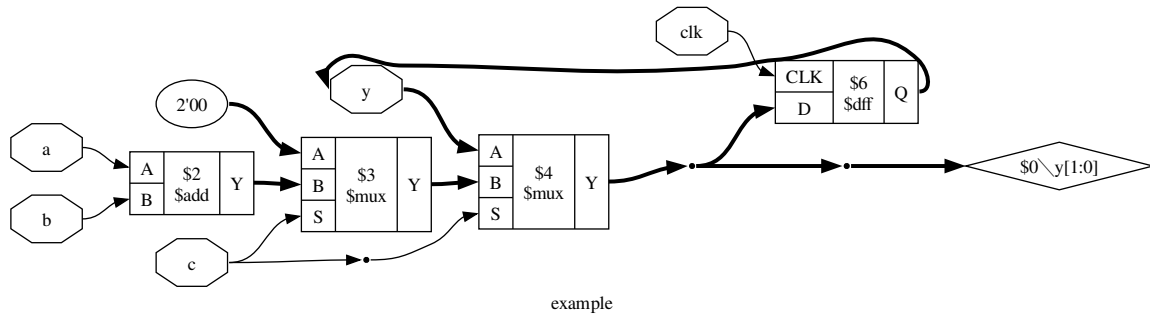 clk
CLK
D
$6
$dff
Q
y
2'00
a
b
A
B
$2
$add
Y
A
B
S
$3
$mux
Y
A
B
S
$4
$mux
Y
c
$0\y[1:0]
example